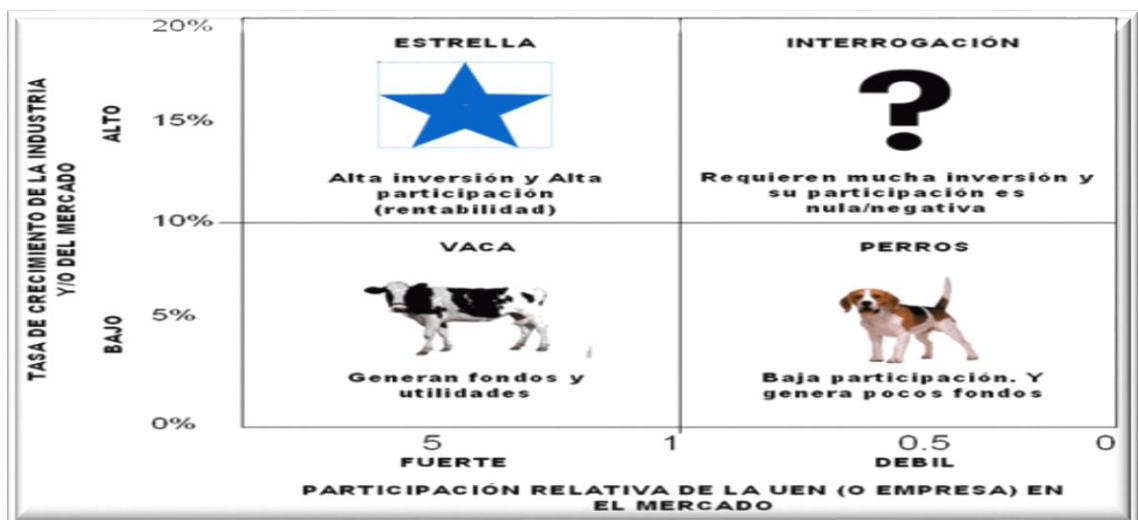 20%
ESTRELLA
INTERROGACIÓN
15%
Alta inversión y Alta
participación
(rentabilidad)
Requieren mucha inversión y
su participación es
nula/negativa
10%
VACA
PERROS
5%
Generan fondos y
utilidades
Baja participación. Y
genera pocos fondos
0%
5
1
0.5
0
FUERTE
DEBIL
PARTICIPACIÓN RELATIVA DE LA UEN (O EMPRESA) EN
EL MERCADO
TASA DE CRECIMIENTO DE LA INDUSTRIA
Y/O DEL MERCADO
ALTO
BAJO